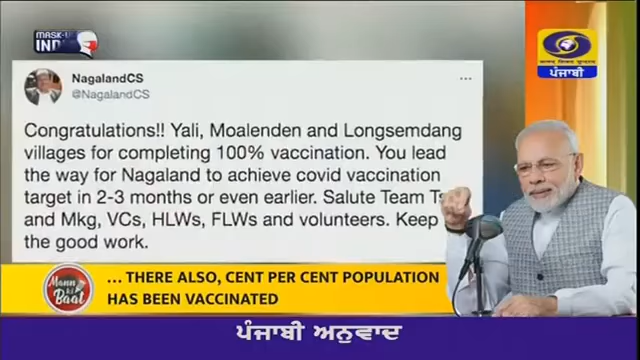 MASK-UP
INDIA
NagalandCS
@NagalandCS
Congratulations!! Yali, Moalenden and Longsemdang
villages for completing 100% vaccination. You lead
the way for Nagaland to achieve covid vaccination
target in 2-3 months or even earlier. Salute Team
and Mkg, VCs, HLWs, FLWs and volunteers. Keep
the good work.
ਪੰਜਾਬੀ
Mann
ki
Baat
... THERE ALSO, CENT PER CENT POPULATION
HAS BEEN VACCINATED
ਪੰਜਾਬੀ ਅਨੁਵਾਦ